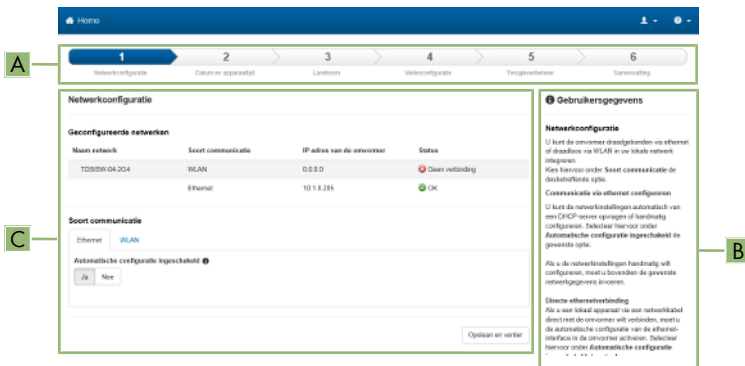 Home
A
1 2 3 4 5 6
Netwerkconfiguratie Datum en apparaattijd Landnorm Meterconfiguratie Terugleverbeheer Samenvatting
Netwerkconfiguratie
Geconfigureerde netwerken
Naam netwerk Soort communicatie IP-adres van de omvormer Status
WLAN 0.0.0.0 Geen verbinding
Ethernet OK
C
Soort communicatie
Ethernet WLAN
Automatische configuratie ingeschakeld
Ja Nee
Opslaan en verder
Gebruikersgegevens
Netwerkconfiguratie
U kunt de omvormer draadgebonden via ethernet
of draadloos via WLAN in uw lokale netwerk
integreren.
Kies hiervoor onder Soort communicatie de
desbetreffende optie.
Communicatie via ethernet configureren
U kunt de netwerkinstellingen automatisch van
een DHCP-server opvragen of handmatig
configureren. Selecteer hiervoor onder
Automatische configuratie ingeschakeld de
gewenste optie.
B
Als u de netwerkinstellingen handmatig wilt
configureren, moet u bovendien de gewenste
netwerkgegevens invoeren.
Directe ethernetverbinding
Als u een lokaal apparaat via een netwerkkabel
direct met de omvormer wilt verbinden, moet u
de automatische configuratie van de ethernet-
interface in de omvormer activeren. Selecteer
hiervoor onder Automatische configuratie